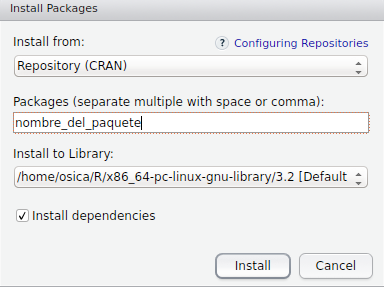 Install Packages
Install from:
? Configuring Repositories
Repository (CRAN)
Packages (separate multiple with space or comma):
nombre_del_paquete
Install to Library:
/home/osica/R/x86_64-pc-linux-gnu-library/3.2 [Default
Install dependencies
Install
Cancel